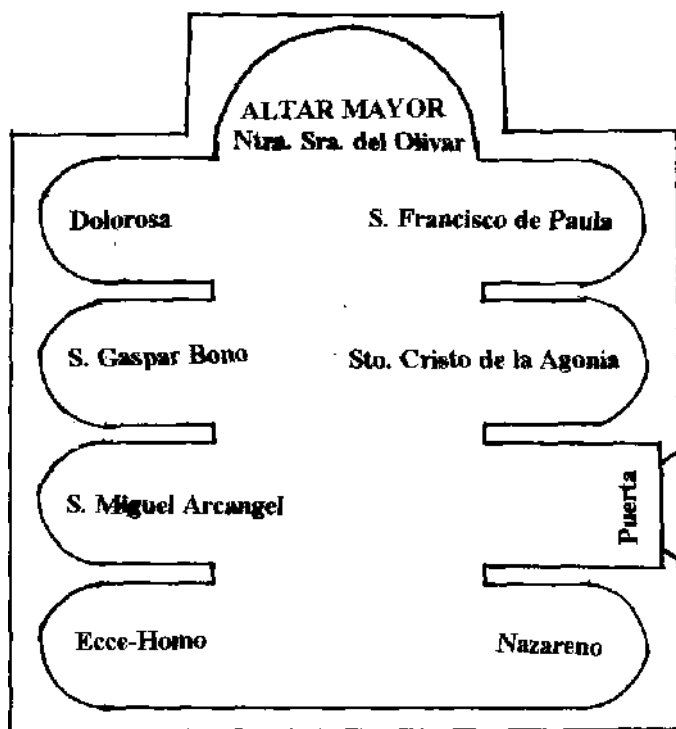 ALTAR MAYOR
Ntra. Sra. del Olivar
Dolorosa
S. Francisco de Paula
S. Gaspar Bono
Sto. Cristo de la Agonia
S. Miguel Arcangel
Puerta
Ecce-Homo
Nazareno